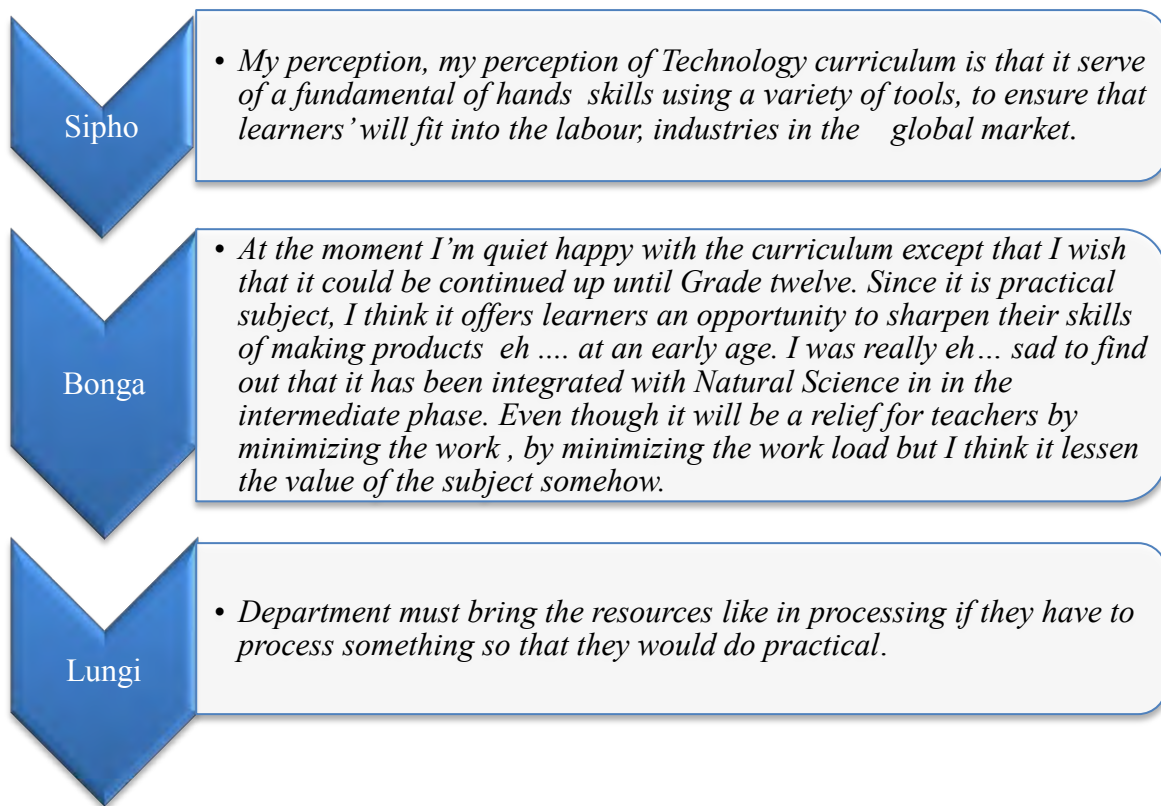 Sipho
• My perception, my perception of Technology curriculum is that it serve
of a fundamental of hands skills using a variety of tools, to ensure that
learners’ will fit into the labour, industries in the global market.
Bonga
• At the moment I’m quiet happy with the curriculum except that I wish
that it could be continued up until Grade twelve. Since it is practical
subject, I think it offers learners an opportunity to sharpen their skills
of making products eh .... at an early age. I was really eh… sad to find
out that it has been integrated with Natural Science in in the
intermediate phase. Even though it will be a relief for teachers by
minimizing the work , by minimizing the work load but I think it lessen
the value of the subject somehow.
Lungi
• Department must bring the resources like in processing if they have to
process something so that they would do practical.